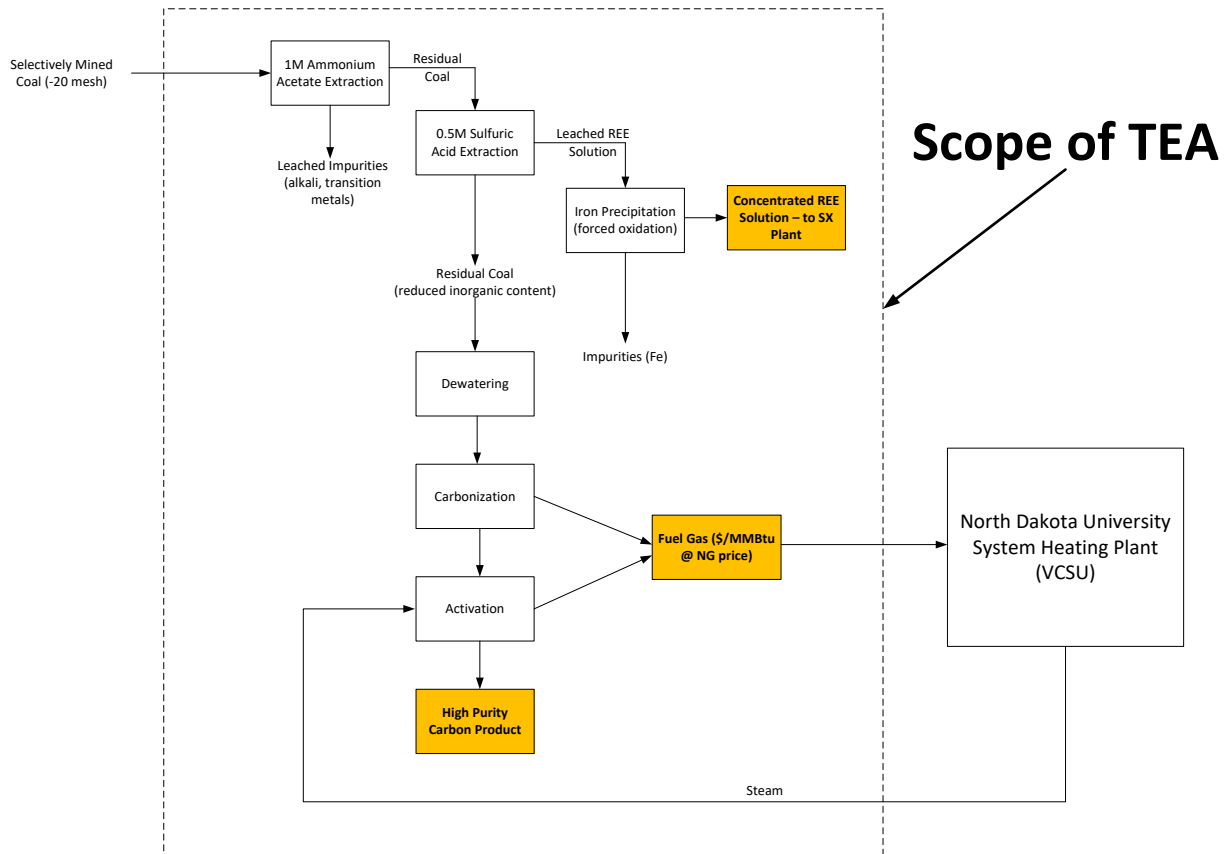 Selectively Mined
Coal (-20 mesh)
1M Ammonium
Acetate Extraction
Residual
Coal
Leached Impurities
(alkali, transition
metals)
0.5M Sulfuric
Acid Extraction
Leached REE
Solution
Iron Precipitation
(forced oxidation)
Concentrated REE
Solution – to SX
Plant
Scope of TEA
Residual Coal
(reduced inorganic content)
Impurities (Fe)
Dewatering
Carbonization
Fuel Gas ($/MMBtu
@ NG price)
North Dakota University
System Heating Plant
(VCSU)
Activation
High Purity
Carbon Product
Steam